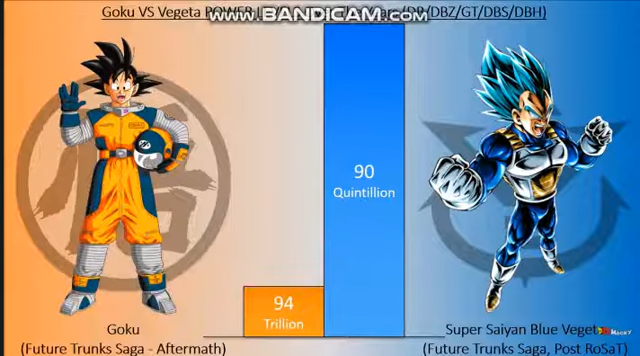 Goku VS Vegeta
www.BANDICAM.com
(DB/DBZ/GT/DBS/DBH)
90
Quintillion
94
Trillion
Goku
(Future Trunks Saga - Aftermath)
Super Saiyan Blue Veget
(Future Trunks Saga, Post RoSaT)